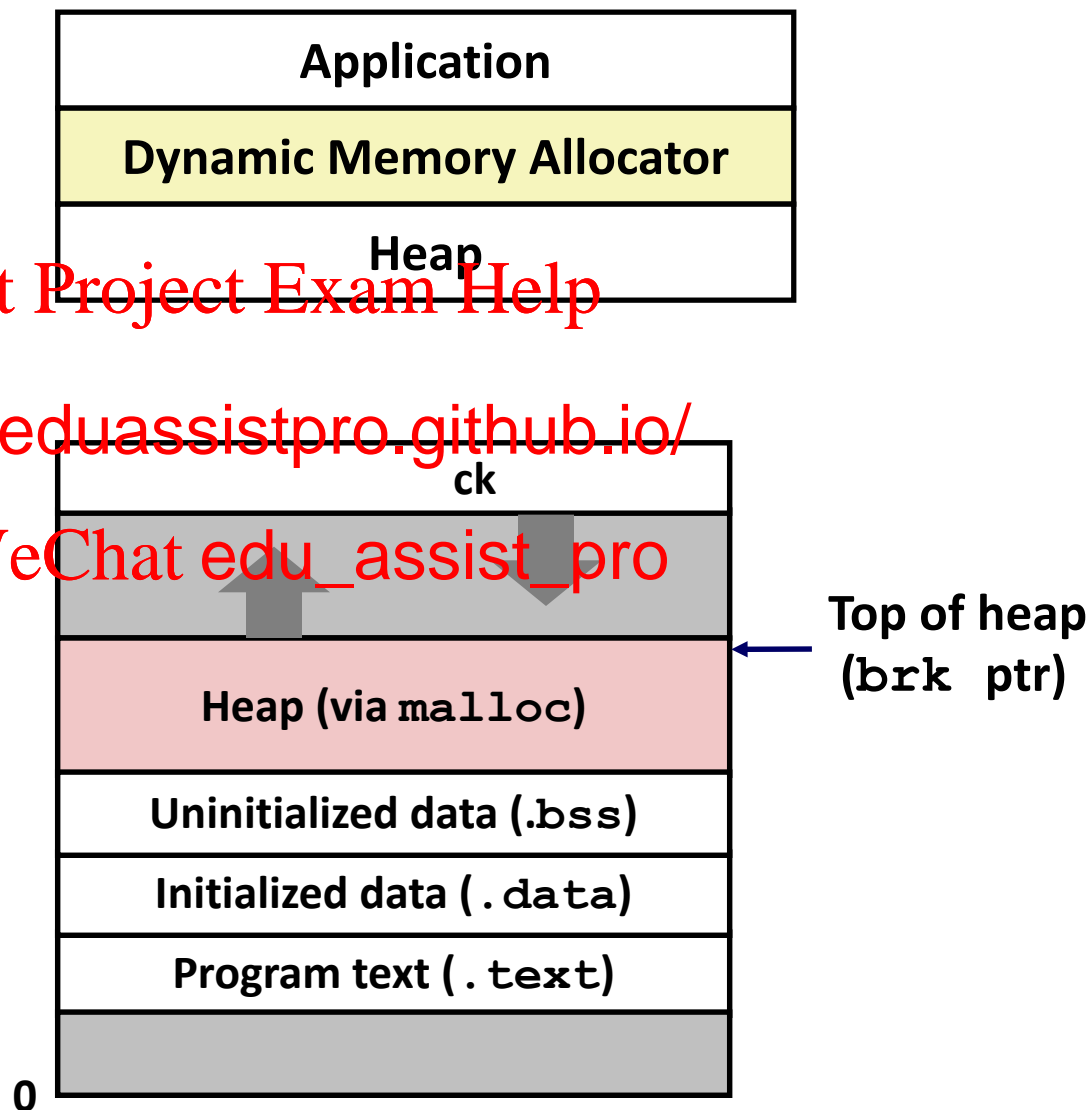 Application
Dynamic Memory Allocator
Heap
t Project Exam Help
eduassistpro.github.io/
ck
eChat edu_assist_pro
Top of heap
(brk ptr)
Heap (via malloc)
Uninitialized data (.bss)
Initialized data (.data)
Program text (.text)
0